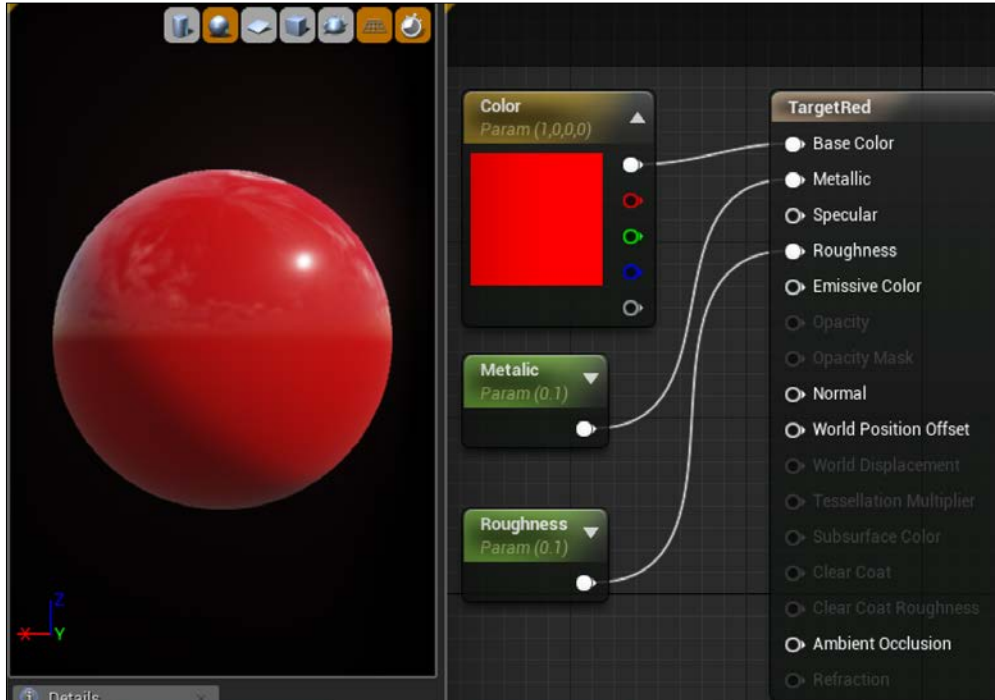 Color
Param (1,0,0,0)
Metalic
Param (0.1)
Roughness
Param (0.1)
TargetRed
Base Color
Metallic
Specular
Roughness
Emissive Color
Opacity
Opacity Mask
Normal
World Position Offset
World Displacement
Tessellation Multiplier
Subsurface Color
Clear Coat
Clear Coat Roughness
Ambient Occlusion
Refraction
Z
X
Y
Details